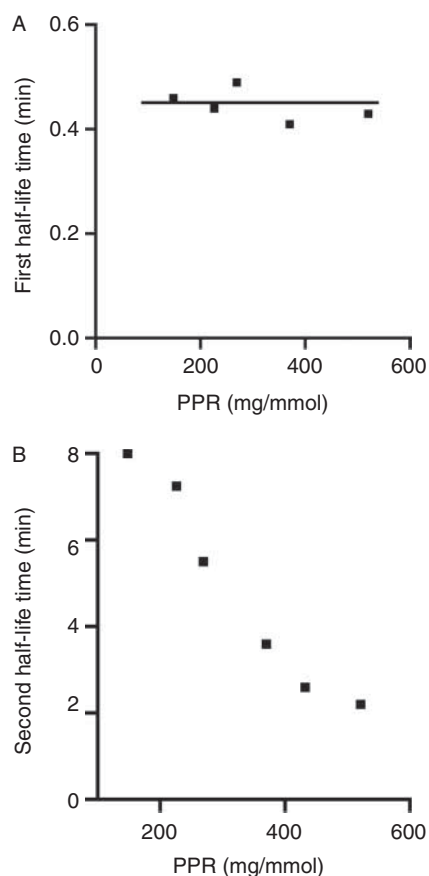 A
0.6
0.4
0.2
0.0
First half-life time (min)
0
200
400
600
PPR (mg/mmol)
B
8
6
4
2
0
Second half-life time (min)
200
400
600
PPR (mg/mmol)